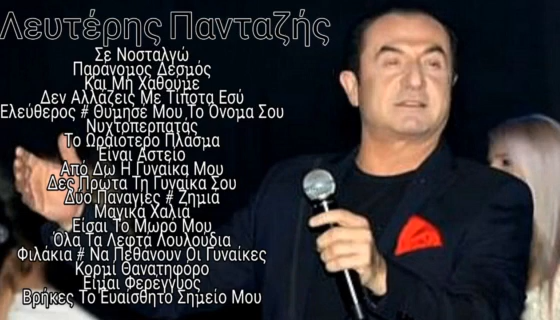 Λευτέρης Πανταζής
Σε Νοσταλγώ
Παράνομος Δεσμός
Και Μη Χαθούμε
Δεν Αλλάζεις Με Τίποτα Εσύ
Ελεύθερος # Θύμησε Μου Το Όνομα Σου
Νυχτοπερπατάς
Το Ωραιότερο Πλάσμα
Είναι Αστείο
Από Δω Η Γυναίκα Μου
Δες Πρώτα Τη Γυναίκα Σου
Δύο Παναγίες # Ζημιά
Μαγικά Χαλιά
Είσαι Το Μωρό Μου
Όλα Τα Λεφτά Λουλούδια
Φιλάκια # Να Πεθάνουν Οι Γυναίκες
Κορμί Θανατηφόρο
Είμαι Φερέγγυος
Βρήκες Το Ευαίσθητο Σημείο Μου